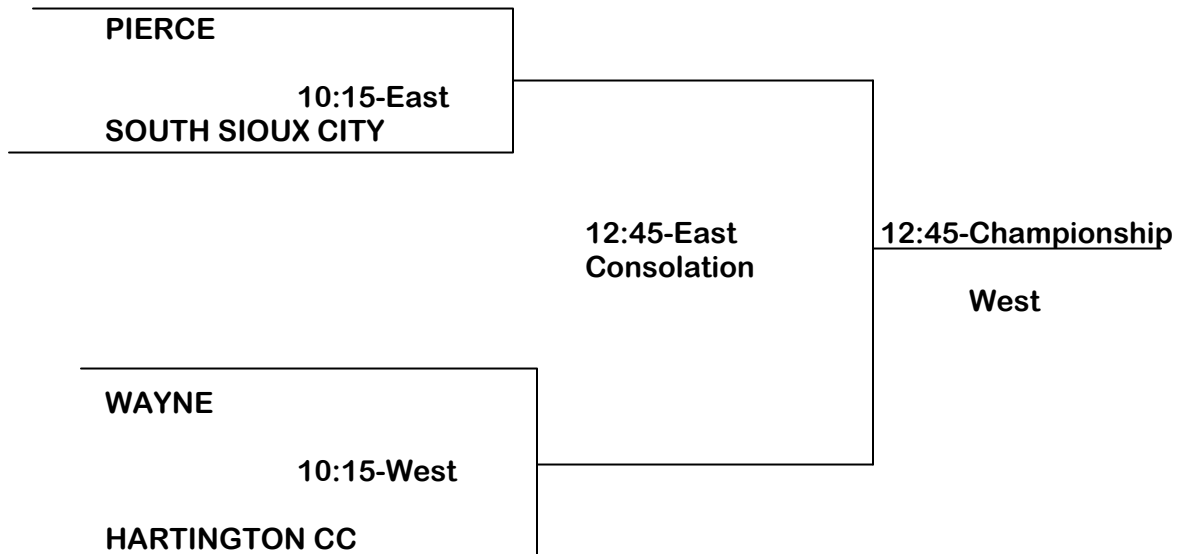 PIERCE
10:15-East
SOUTH SIOUX CITY
12:45-East
Consolation
12:45-Championship
West
WAYNE
10:15-West
HARTINGTON CC